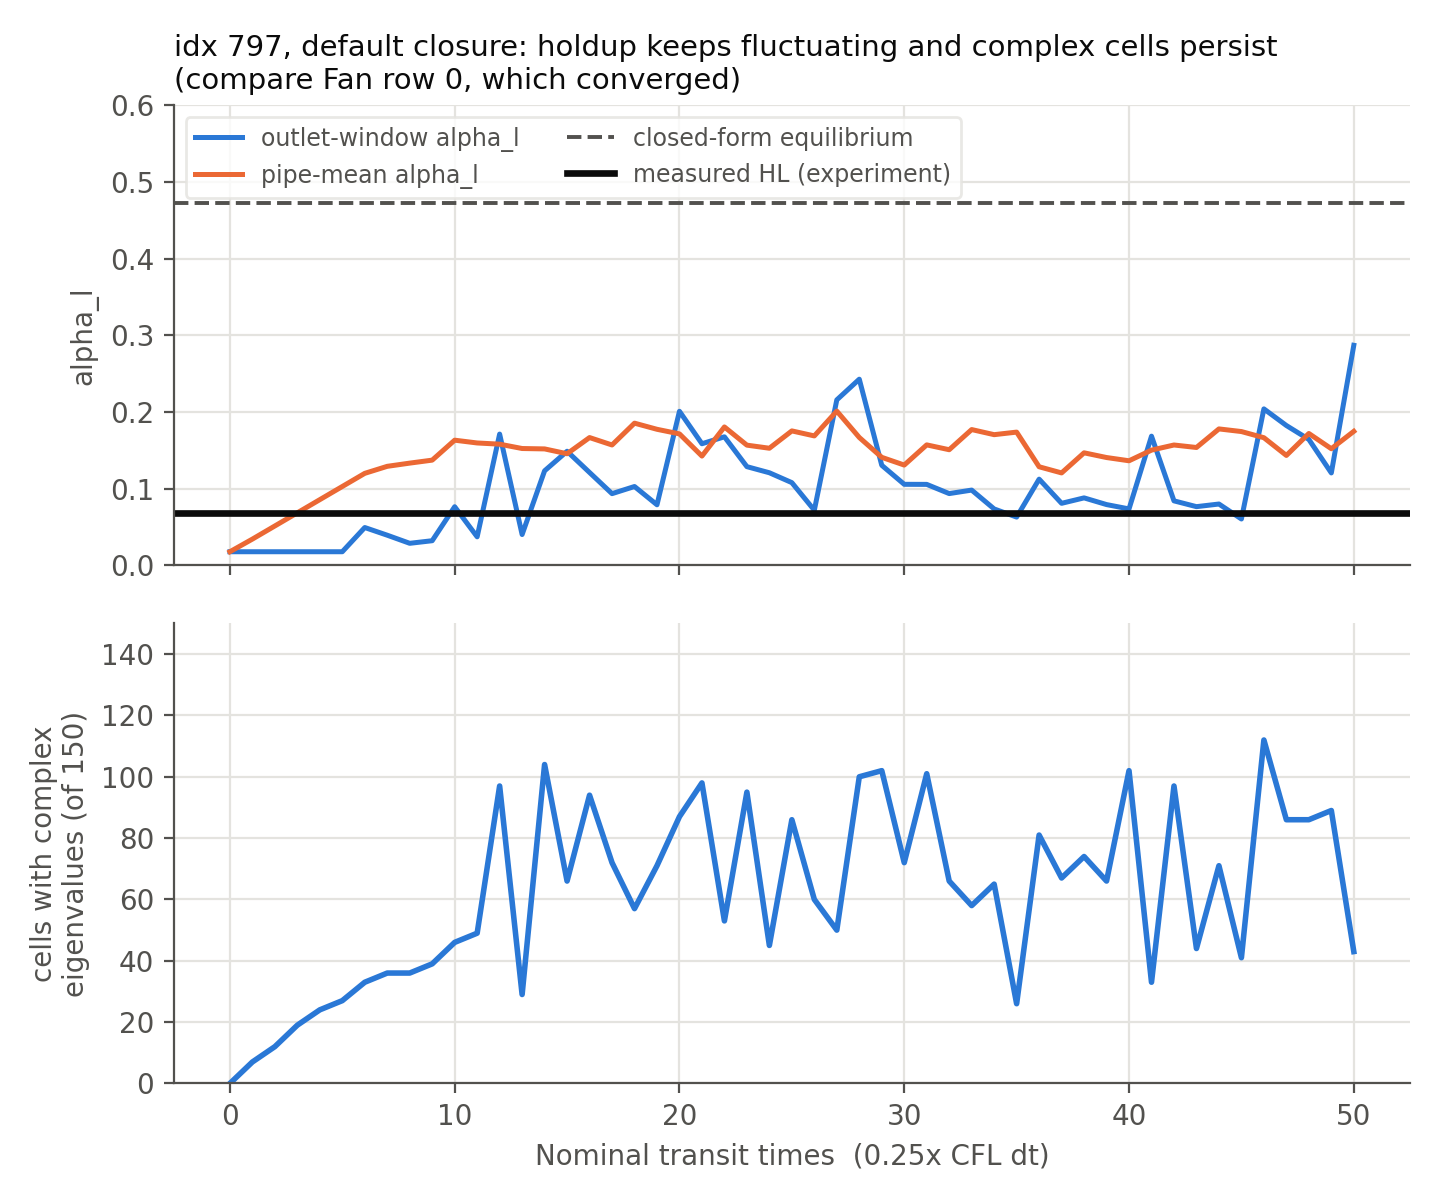 idx 797, default closure: holdup keeps fluctuating and complex cells persist
(compare Fan row 0, which converged)
outlet-window alpha_l
pipe-mean alpha_l
closed-form equilibrium
measured HL (experiment)
alpha_l
0.6
0.5
0.4
0.3
0.2
0.1
0.0
cells with complex
eigenvalues (of 150)
140
120
100
80
60
40
20
0
0 10 20 30 40 50
Nominal transit times (0.25x CFL dt)